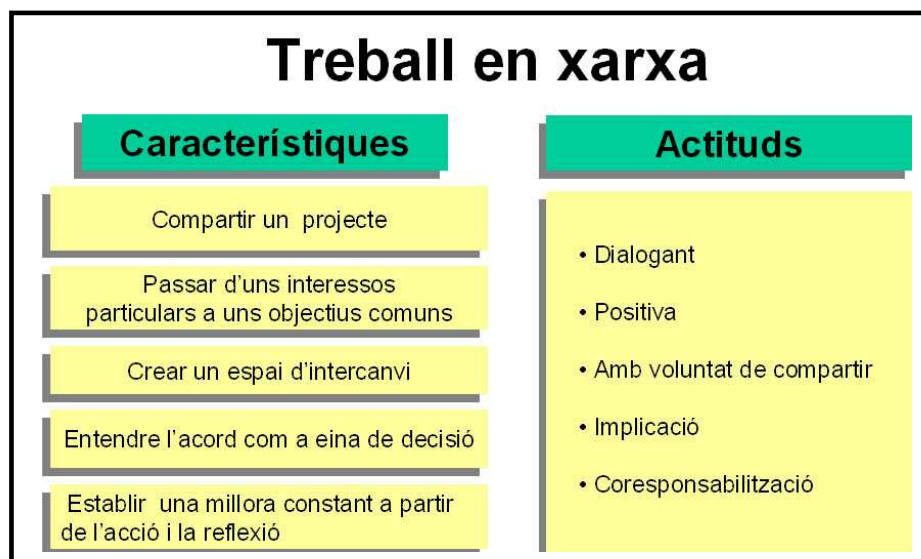 Treball en xarxa
Característiques
Compartir un projecte
Passar d'uns interessos
particulars a uns objectius comuns
Crear un espai d'intercanvi
Entendre l'acord com a eina de decisió
Establir una millora constant a partir
de l'acció i la reflexió
Actituds
• Dialogant
• Positiva
• Amb voluntat de compartir
• Implicació
• Coresponsabilització